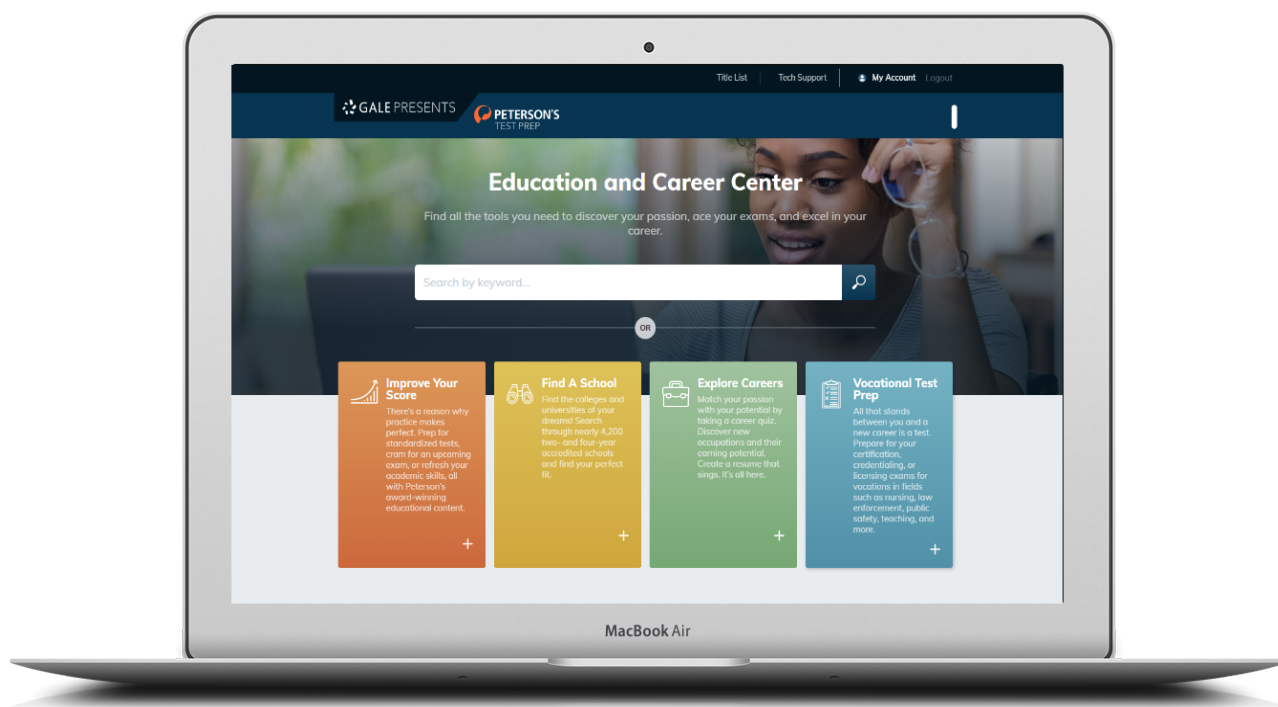 Title List Tech Support My Account Logout
GALE PRESENTS PETERSON'S
TEST PREP
Education and Career Center
Find all the tools you need to discover your passion, ace your exams, and excel in your
career.
Search by keyword...
OR
Improve Your
Score
There's a reason why
practice makes
perfect. Prep for
standardized tests,
cram for an upcoming
exam, or refresh your
academic skills, all
with Peterson's
award-winning
educational content.
+
Find A School
Find the colleges and
universities of your
dreams! Search
through nearly 4,200
two- and four-year
accredited schools
and find your perfect
fit.
+
Explore Careers
Match your passion
with your potential by
taking a career quiz.
Discover new
occupations and their
earning potential.
Create a resume that
sings. It's all here.
+
Vocational Test
Prep
All that stands
between you and a
new career is a test.
Prepare for your
certification,
credentialing, or
licensing exams for
vocations in fields
such as nursing, law
enforcement, public
safety, teaching, and
more.
+
MacBook Air